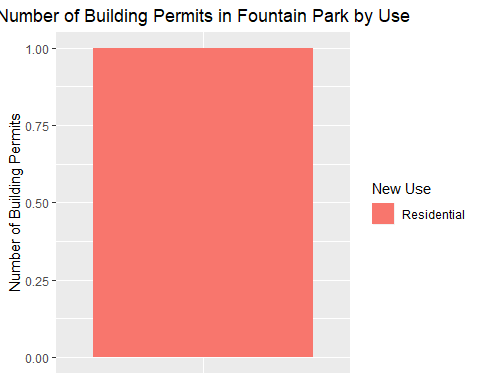 Number of Building Permits in Fountain Park by Use
1.00
0.75
0.50
0.25
0.00
Number of Building Permits
New Use
Residential